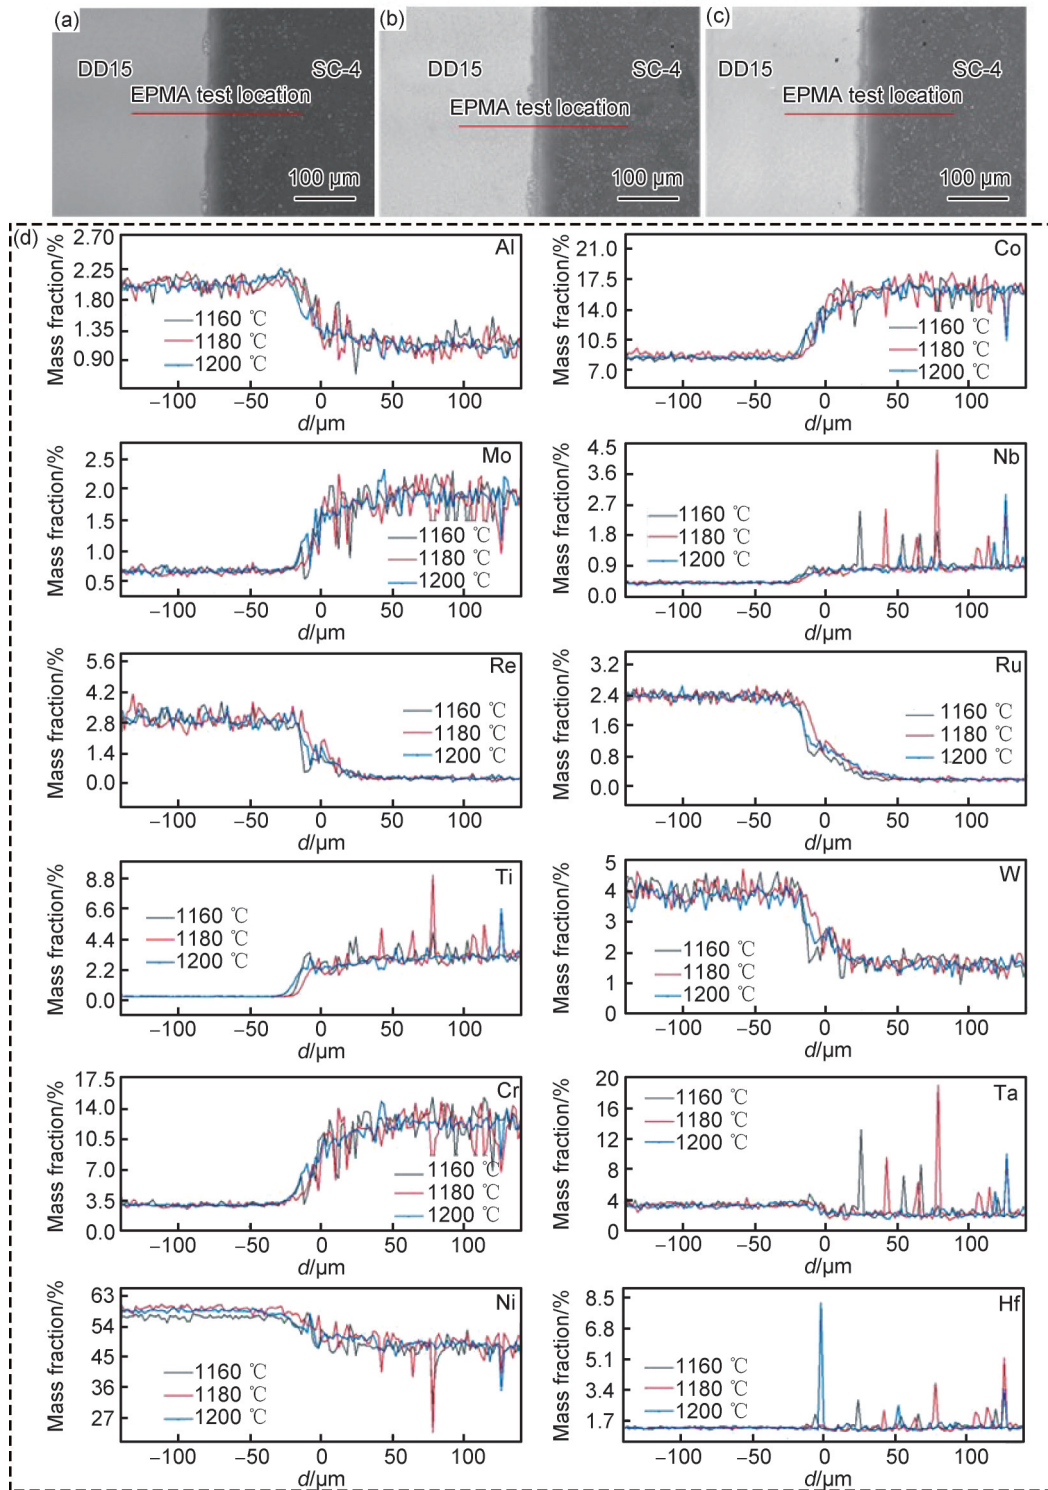 (a)
DD15
SC-4
EPMA test location
100 μm
(b)
DD15
SC-4
EPMA test location
100 μm
(c)
DD15
SC-4
EPMA test location
100 μm
(d)
Al
Mass fraction/%
2.70
2.25
1.80
1.35
0.90
1160 ℃
1180 ℃
1200 ℃
−100 −50 0 50 100
d/μm
Co
Mass fraction/%
21.0
17.5
14.0
10.5
7.0
1160 ℃
1180 ℃
1200 ℃
−100 −50 0 50 100
d/μm
Mo
Mass fraction/%
2.5
2.0
1.5
1.0
0.5
1160 ℃
1180 ℃
1200 ℃
−100 −50 0 50 100
d/μm
Nb
Mass fraction/%
4.5
3.6
2.7
1.8
0.9
0.0
1160 ℃
1180 ℃
1200 ℃
−100 −50 0 50 100
d/μm
Re
Mass fraction/%
5.6
4.2
2.8
1.4
0.0
1160 ℃
1180 ℃
1200 ℃
−100 −50 0 50 100
d/μm
Ru
Mass fraction/%
3.2
2.4
1.6
0.8
0.0
1160 ℃
1180 ℃
1200 ℃
−100 −50 0 50 100
d/μm
Ti
Mass fraction/%
8.8
6.6
4.4
2.2
0.0
1160 ℃
1180 ℃
1200 ℃
−100 −50 0 50 100
d/μm
W
Mass fraction/%
5
4
3
2
1
0
1160 ℃
1180 ℃
1200 ℃
−100 −50 0 50 100
d/μm
Cr
Mass fraction/%
17.5
14.0
10.5
7.0
3.5
0.0
1160 ℃
1180 ℃
1200 ℃
−100 −50 0 50 100
d/μm
Ta
Mass fraction/%
20
16
12
8
4
0
1160 ℃
1180 ℃
1200 ℃
−100 −50 0 50 100
d/μm
Ni
Mass fraction/%
63
54
45
36
27
1160 ℃
1180 ℃
1200 ℃
−100 −50 0 50 100
d/μm
Hf
Mass fraction/%
8.5
6.8
5.1
3.4
1.7
1160 ℃
1180 ℃
1200 ℃
−100 −50 0 50 100
d/μm